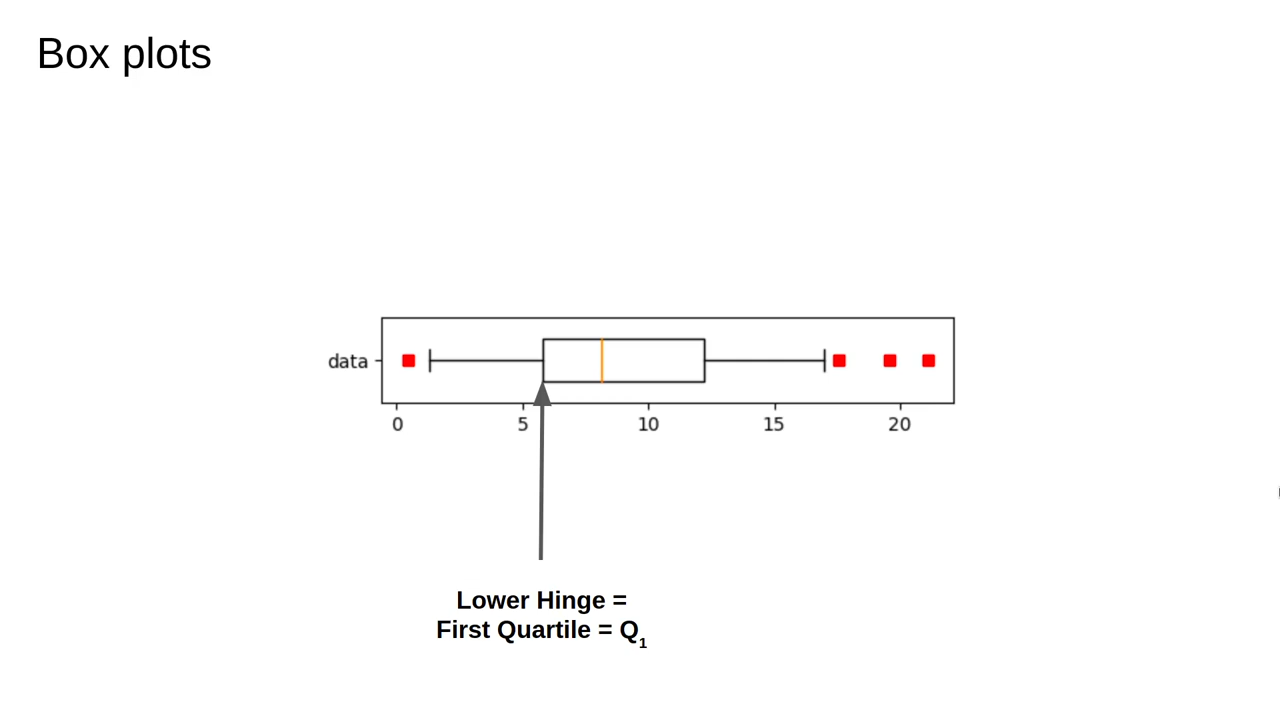 Box plots
data
0 5 10 15 20
Lower Hinge =
First Quartile = Q₁